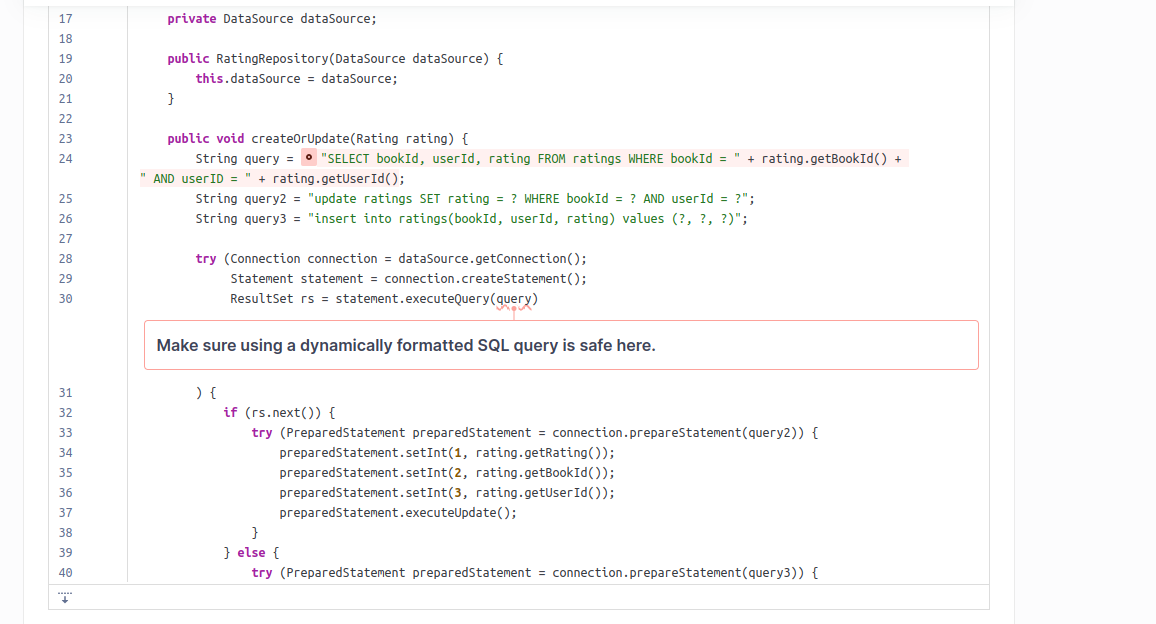 17 private DataSource dataSource;
18
19 public RatingRepository(DataSource dataSource) {
20 this.dataSource = dataSource;
21 }
22
23 public void createOrUpdate(Rating rating) {
24 String query = "SELECT bookId, userId, rating FROM ratings WHERE bookId = " + rating.getBookId() +
" AND userID = " + rating.getUserId();
25 String query2 = "update ratings SET rating = ? WHERE bookId = ? AND userId = ?";
26 String query3 = "insert into ratings(bookId, userId, rating) values (?, ?, ?)";
27
28 try (Connection connection = dataSource.getConnection();
29 Statement statement = connection.createStatement();
30 ResultSet rs = statement.executeQuery(query)
Make sure using a dynamically formatted SQL query is safe here.
31 ) {
32 if (rs.next()) {
33 try (PreparedStatement preparedStatement = connection.prepareStatement(query2)) {
34 preparedStatement.setInt(1, rating.getRating());
35 preparedStatement.setInt(2, rating.getBookId());
36 preparedStatement.setInt(3, rating.getUserId());
37 preparedStatement.executeUpdate();
38 }
39 } else {
40 try (PreparedStatement preparedStatement = connection.prepareStatement(query3)) {